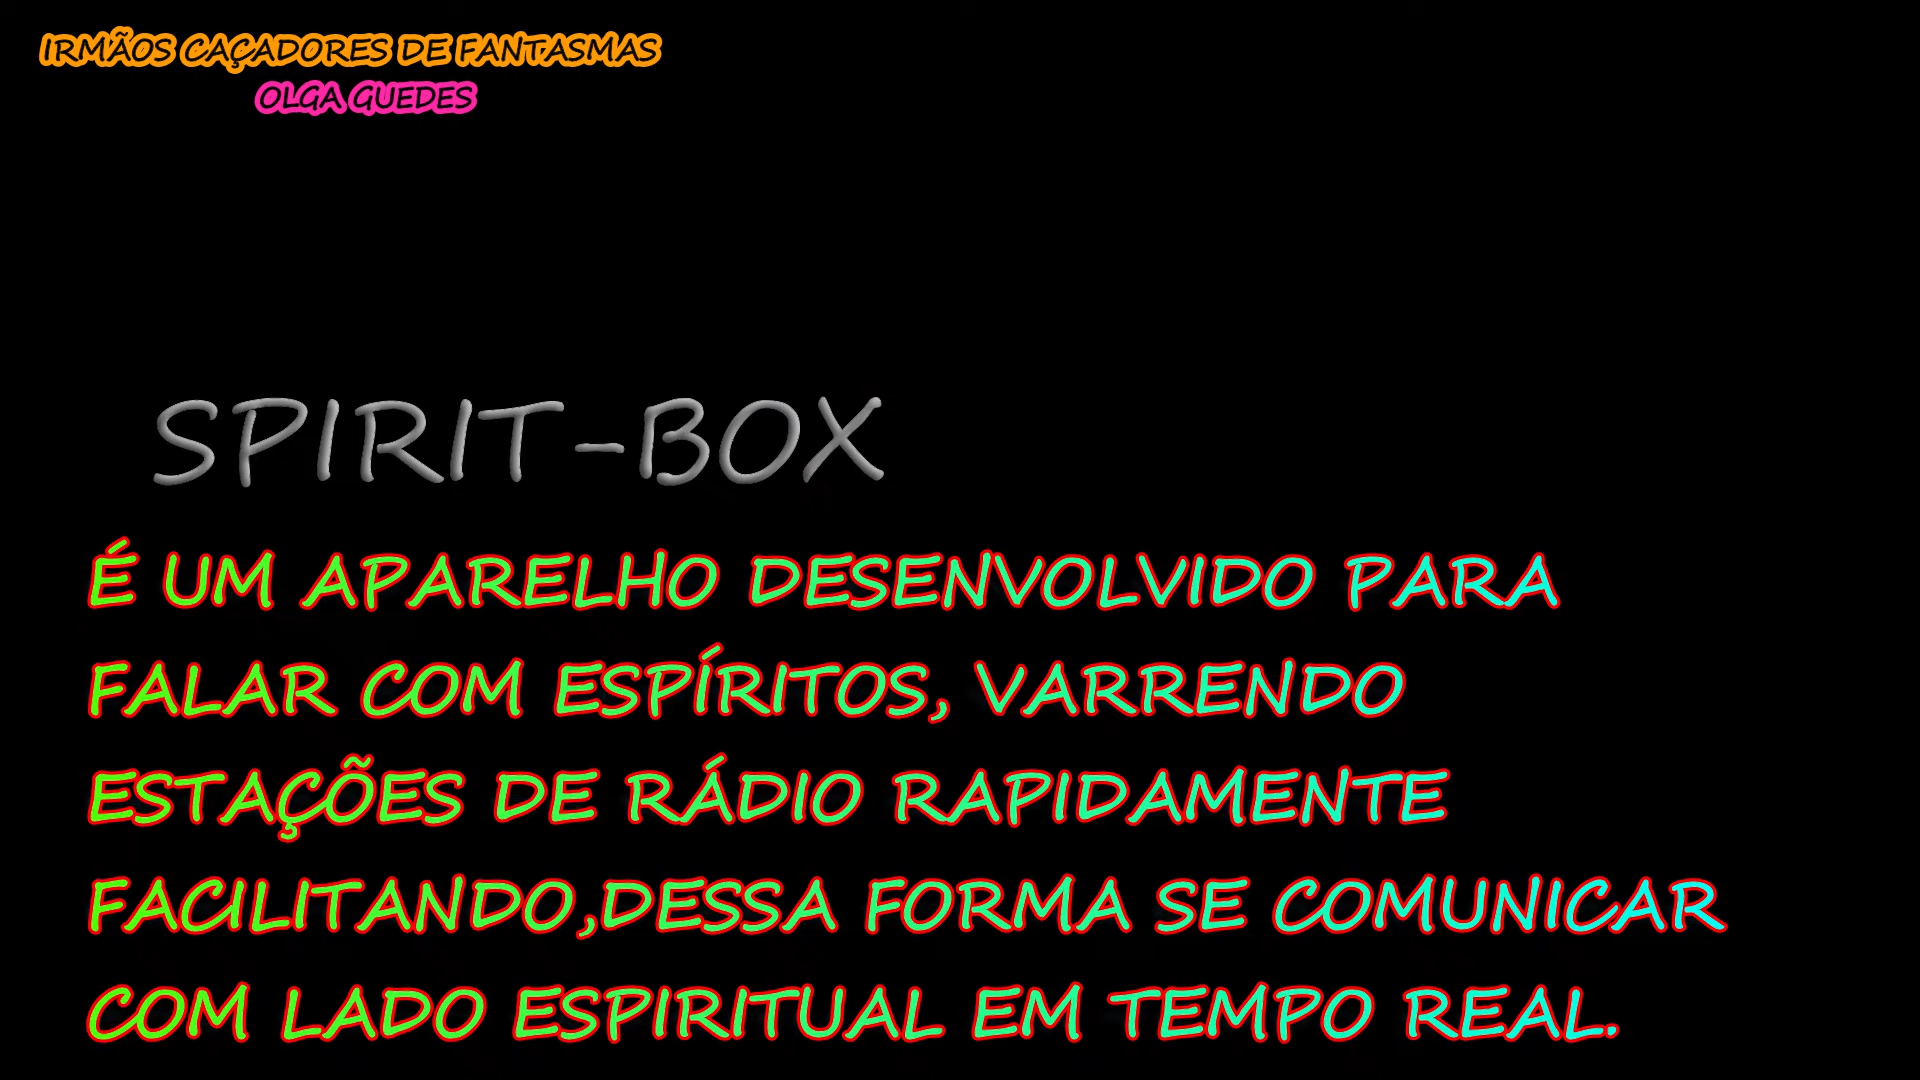 IRMÃOS CAÇADORES DE FANTASMAS
OLGA GUEDES
SPIRIT-BOX
É UM APARELHO DESENVOLVIDO PARA
FALAR COM ESPÍRITOS, VARRENDO
ESTAÇÕES DE RÁDIO RAPIDAMENTE
FACILITANDO,DESSA FORMA SE COMUNICAR
COM LADO ESPIRITUAL EM TEMPO REAL.